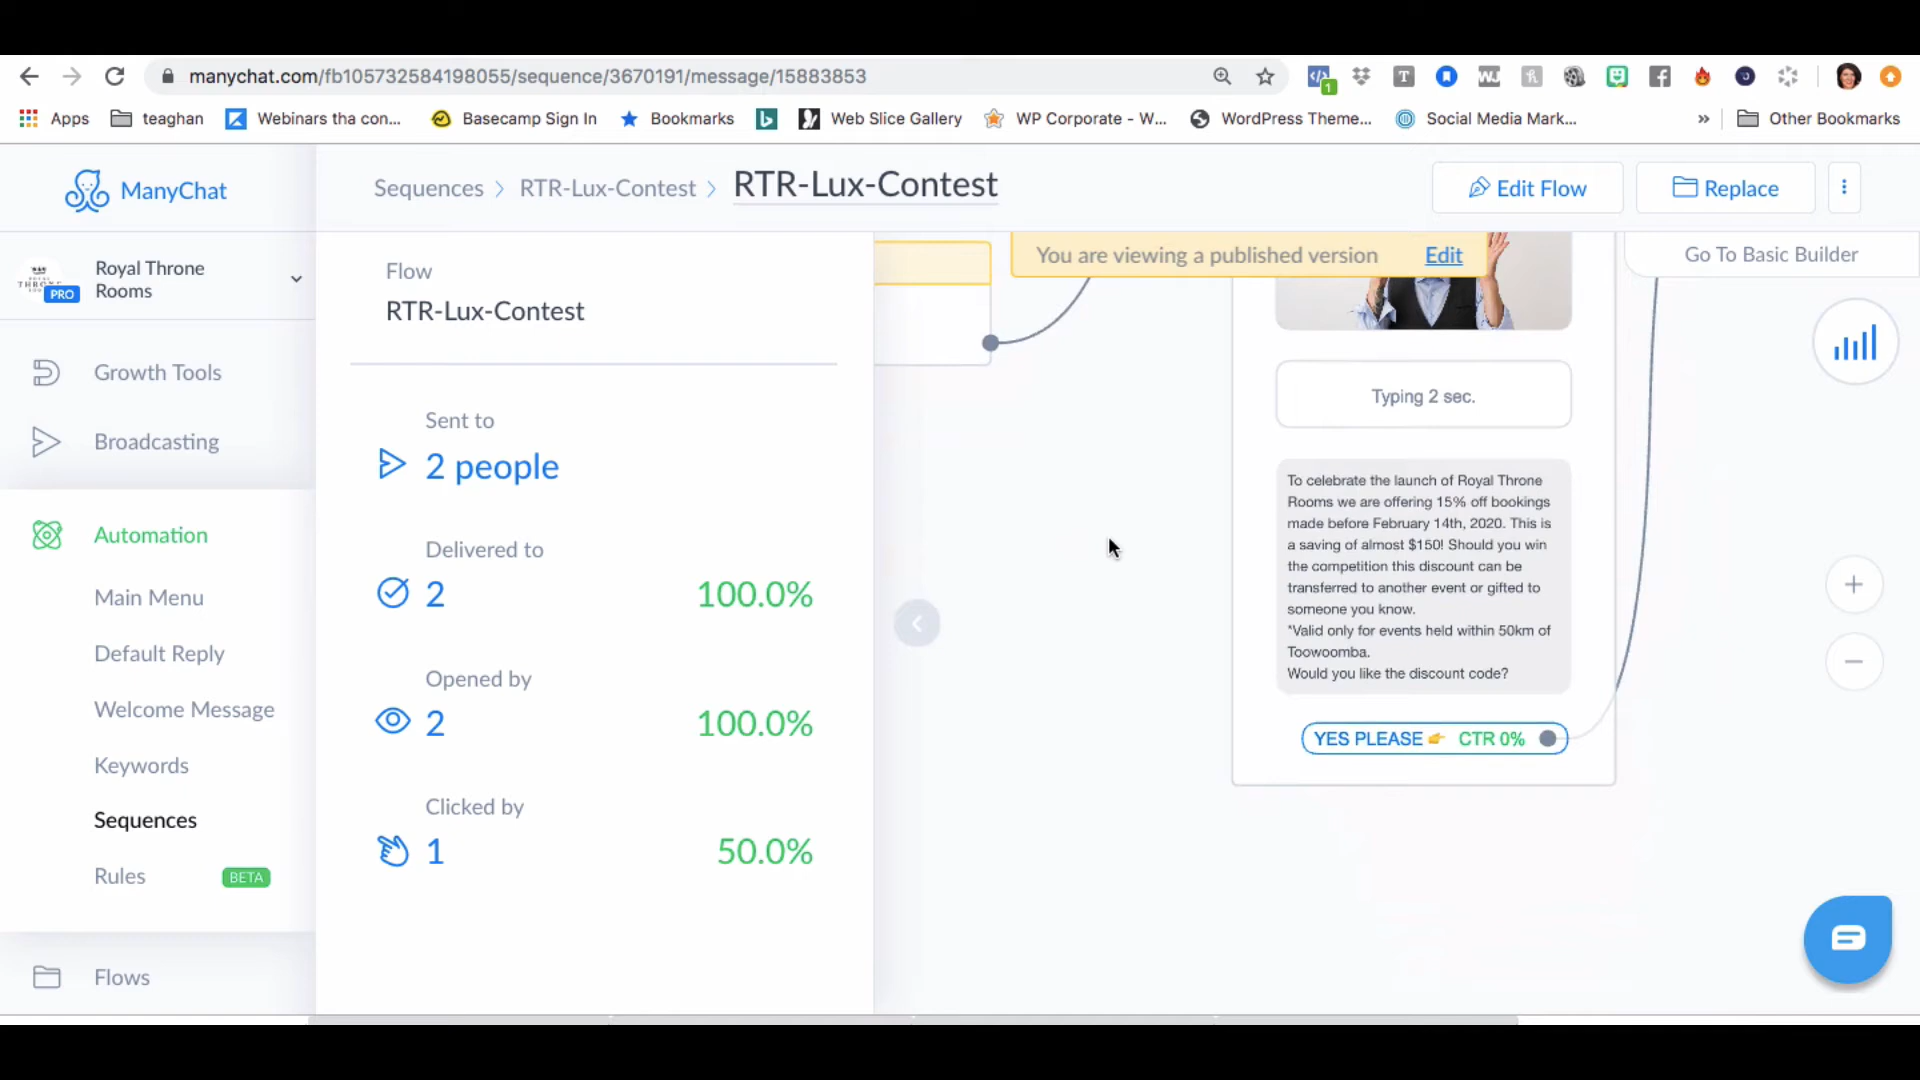 manychat.com/fb105732584198055/sequence/3670191/message/15883853
1
Apps
teaghan
Webinars tha con...
Basecamp Sign In
Bookmarks
Web Slice Gallery
WP Corporate - W...
WordPress Theme...
Social Media Mark...
»
Other Bookmarks
ManyChat
Sequences > RTR-Lux-Contest > RTR-Lux-Contest
Edit Flow
Replace
Royal Throne
Rooms
PRO
Growth Tools
Broadcasting
Automation
Main Menu
Default Reply
Welcome Message
Keywords
Sequences
Rules
BETA
Flows
Flow
RTR-Lux-Contest
Sent to
2 people
Delivered to
2 100.0%
Opened by
2 100.0%
Clicked by
1 50.0%
You are viewing a published version Edit
Go To Basic Builder
Typing 2 sec.
To celebrate the launch of Royal Throne
Rooms we are offering 15% off bookings
made before February 14th, 2020. This is
a saving of almost $150! Should you win
the competition this discount can be
transferred to another event or gifted to
someone you know.
*Valid only for events held within 50km of
Toowoomba.
Would you like the discount code?
YES PLEASE 👉 CTR 0%